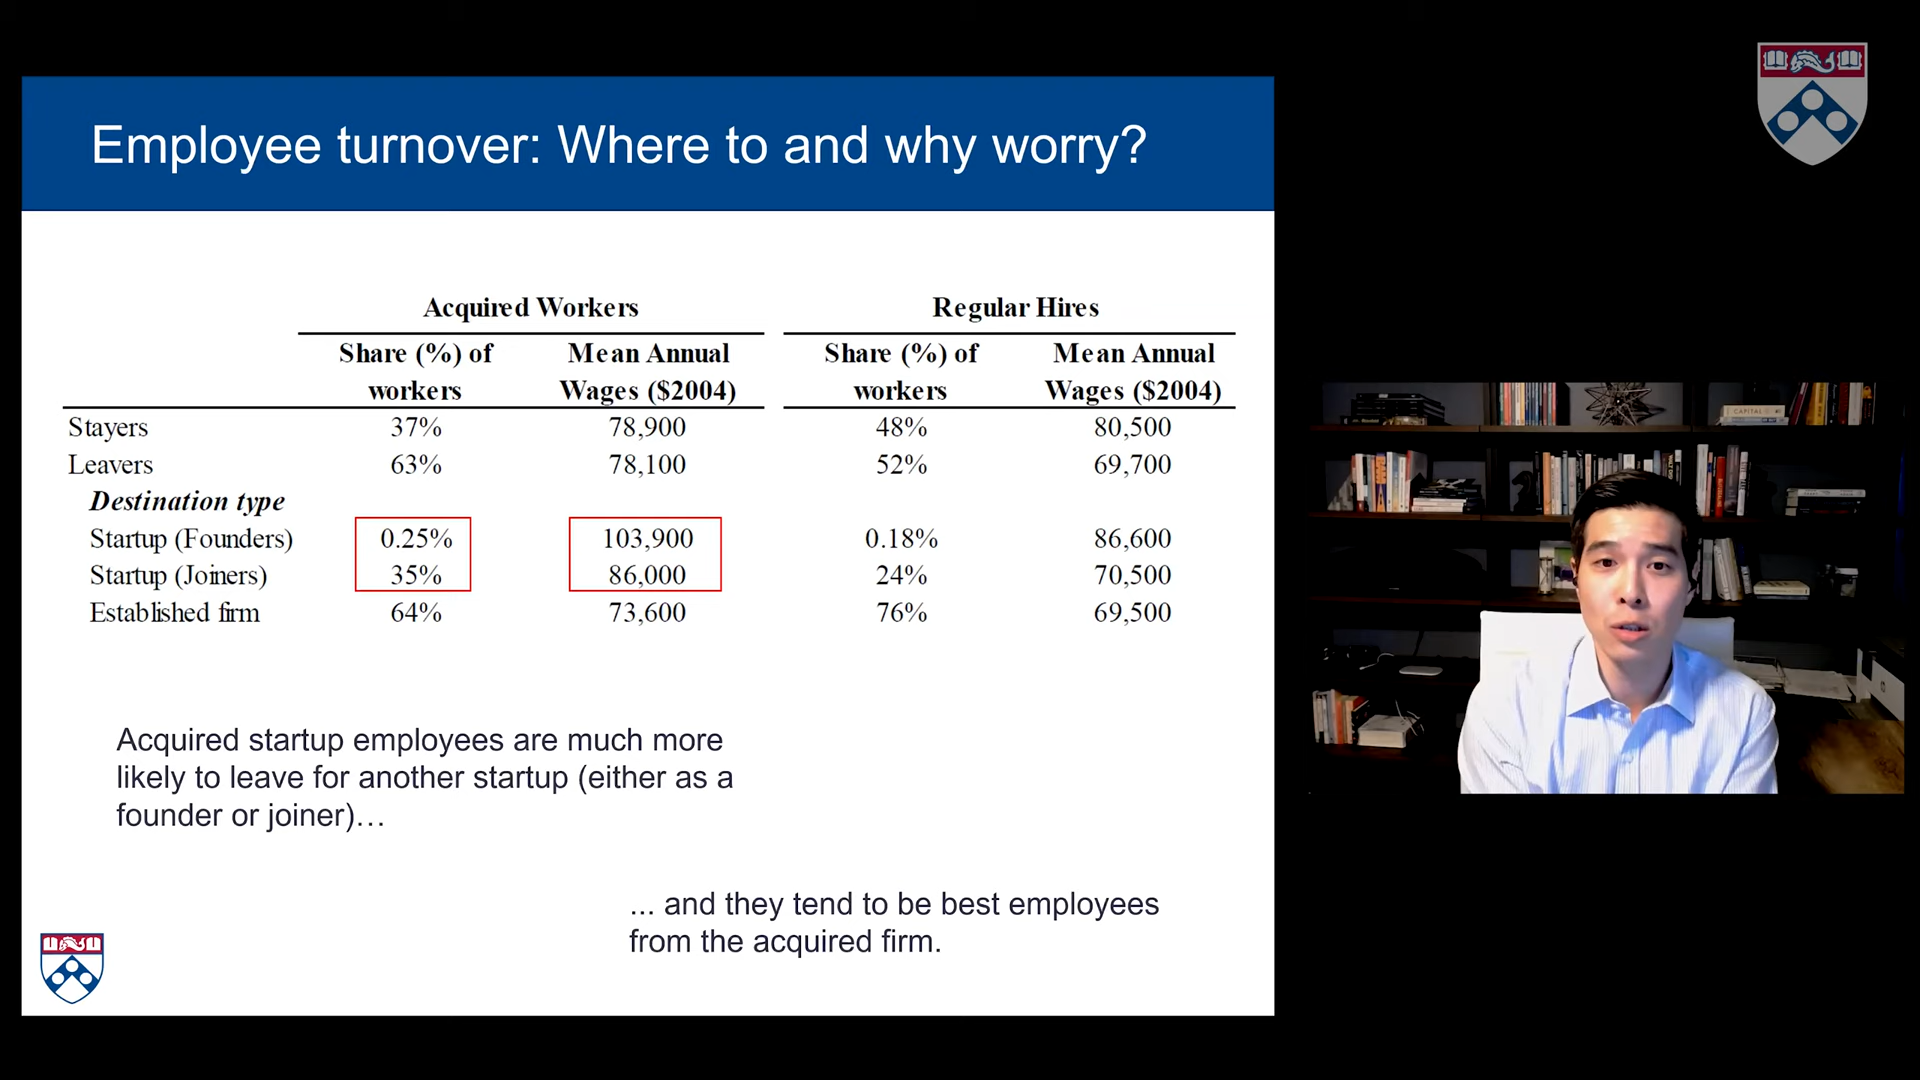 Employee turnover: Where to and why worry?
Acquired Workers Regular Hires
Share (%) of Mean Annual Share (%) of Mean Annual
workers Wages ($2004) workers Wages ($2004)
Stayers 37% 78,900 48% 80,500
Leavers 63% 78,100 52% 69,700
Destination type
Startup (Founders) 0.25% 103,900 0.18% 86,600
Startup (Joiners) 35% 86,000 24% 70,500
Established firm 64% 73,600 76% 69,500
Acquired startup employees are much more
likely to leave for another startup (either as a
founder or joiner)…
... and they tend to be best employees
from the acquired firm.
CAPITAL